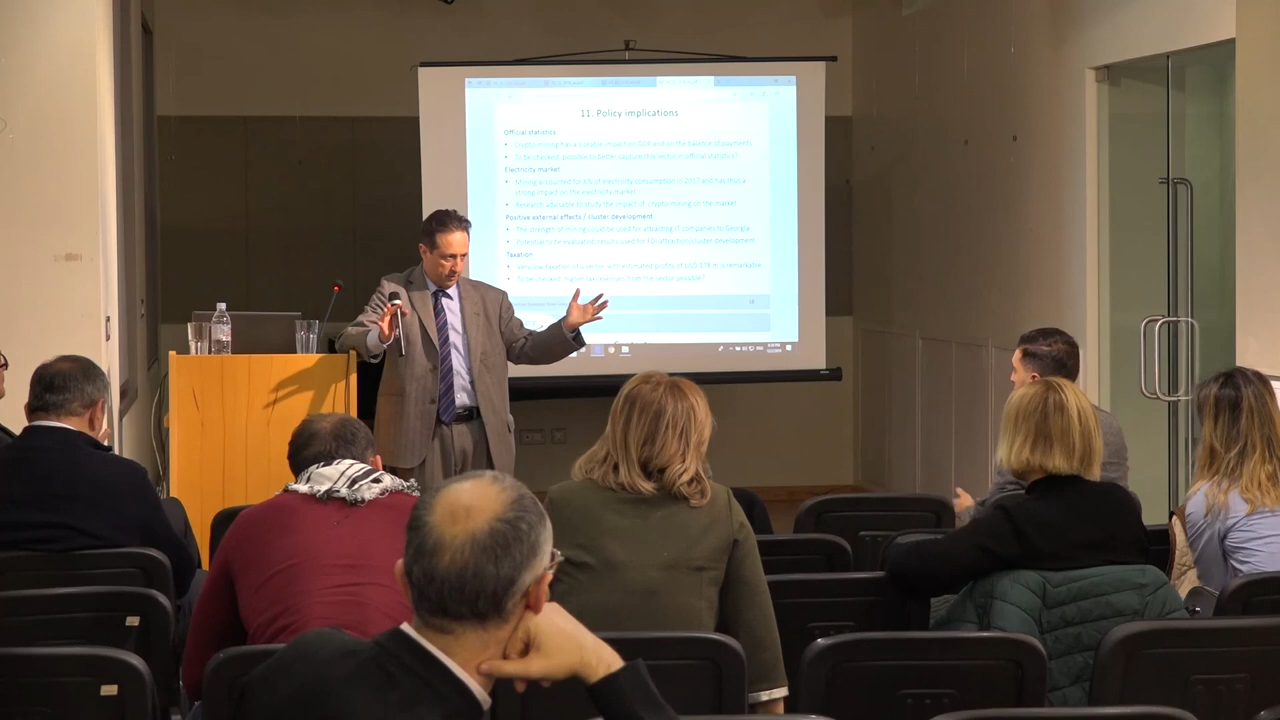 11. Policy implications
Official statistics
• Crypto-mining has a sizeable impact on GDP and on the balance of payments
• To be checked: possible to better capture this sector in official statistics?
Electricity market
• Mining accounted for % of electricity consumption in 2017 and has thus a
strong impact on the electricity market
• Research advisable to study the impact of crypto-mining on the market
Positive external effects / cluster development
• The strength of mining could be used for attracting IT companies to Georgia
• Potential to be evaluated, results used for FDI attraction/cluster development
Taxation
• Very low taxation of a sector with estimated profits of USD m is remarkable
• To be checked: higher tax revenues from the sector possible?
18